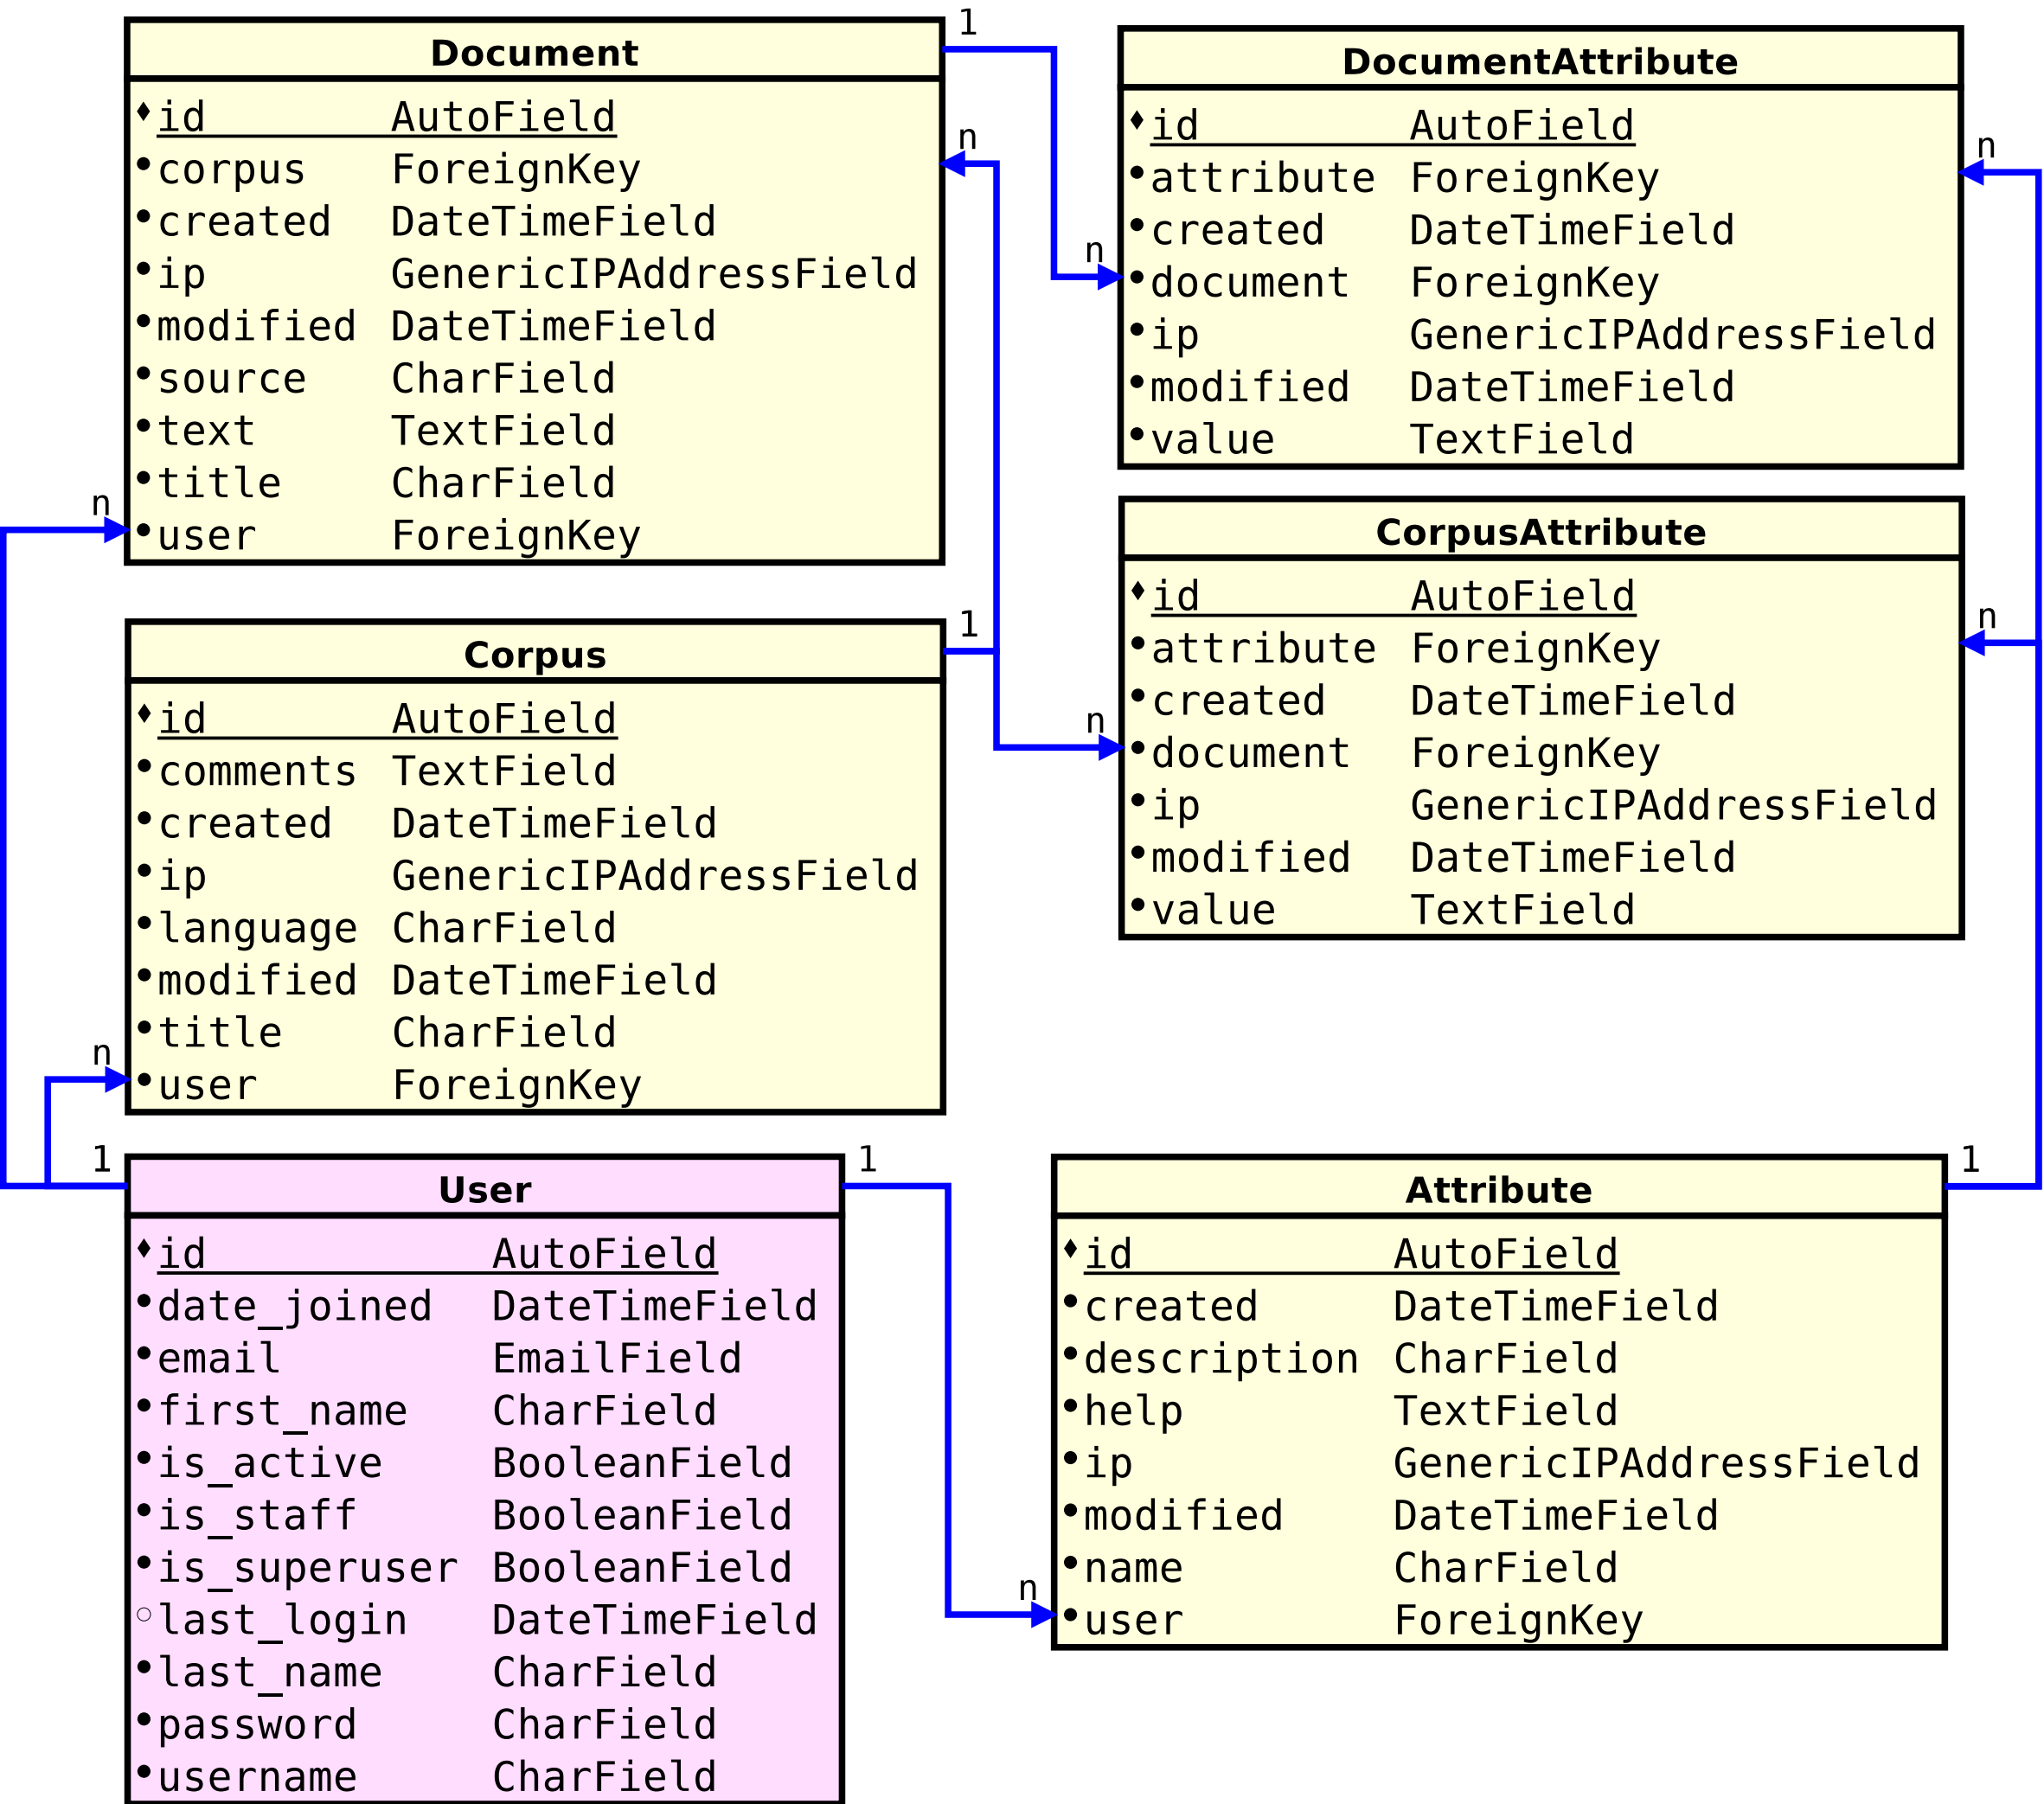 Document
id AutoField
corpus ForeignKey
created DateTimeField
ip GenericIPAddressField
modified DateTimeField
source CharField
text TextField
title CharField
user ForeignKey
1
n
n
DocumentAttribute
id AutoField
attribute ForeignKey
created DateTimeField
document ForeignKey
ip GenericIPAddressField
modified DateTimeField
value TextField
n
n
CorpusAttribute
id AutoField
attribute ForeignKey
created DateTimeField
document ForeignKey
ip GenericIPAddressField
modified DateTimeField
value TextField
n
n
Corpus
id AutoField
comments TextField
created DateTimeField
ip GenericIPAddressField
language CharField
modified DateTimeField
title CharField
user ForeignKey
1
n
User
id AutoField
date_joined DateTimeField
email EmailField
first_name CharField
is_active BooleanField
is_staff BooleanField
is_superuser BooleanField
last_login DateTimeField
last_name CharField
password CharField
username CharField
1
1
Attribute
id AutoField
created DateTimeField
description CharField
help TextField
ip GenericIPAddressField
modified DateTimeField
name CharField
user ForeignKey
1
n